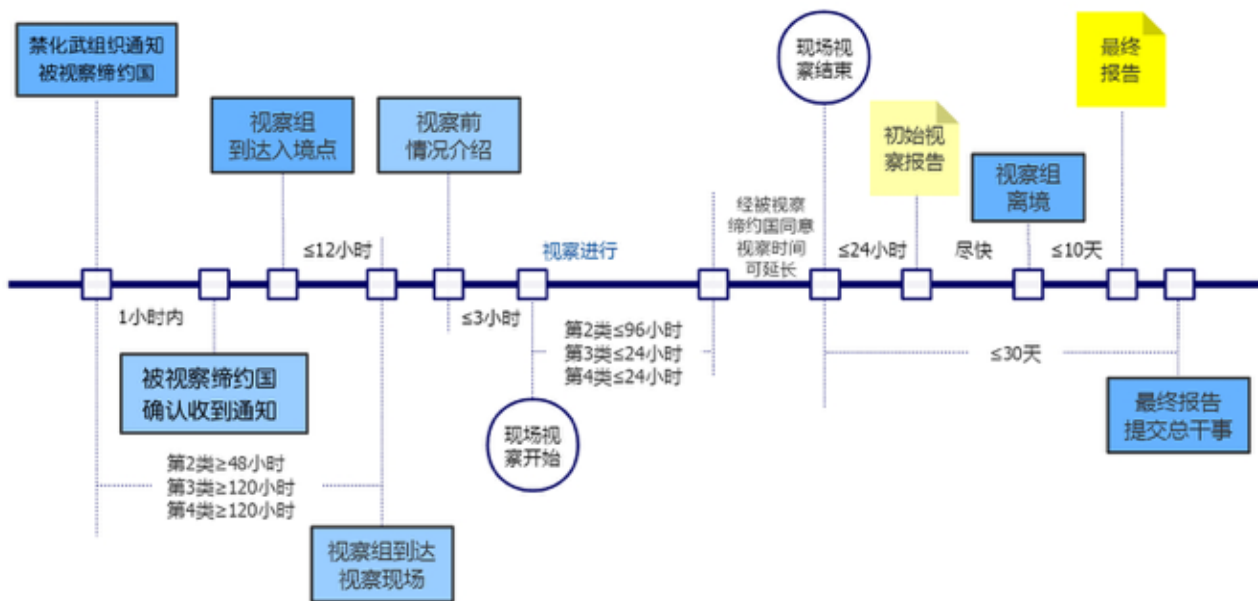 禁化武组织通知
被视察缔约国
视察组
到达入境点
视察前
情况介绍
现场视
察结束
初始视
察报告
视察组
离境
最终
报告
≤12小时
视察进行
经被视察
缔约国同意
视察时间
可延长
≤24小时
尽快
≤10天
1小时内
≤3小时
第2类≤96小时
第3类≤24小时
第4类≤24小时
≤30天
被视察缔约国
确认收到通知
现场视
察开始
最终报告
提交总干事
第2类≥48小时
第3类≥120小时
第4类≥120小时
视察组到达
视察现场